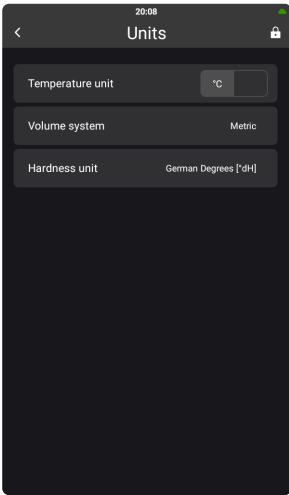 20:08
Units
Temperature unit °C
Volume system Metric
Hardness unit German Degrees [°dH]